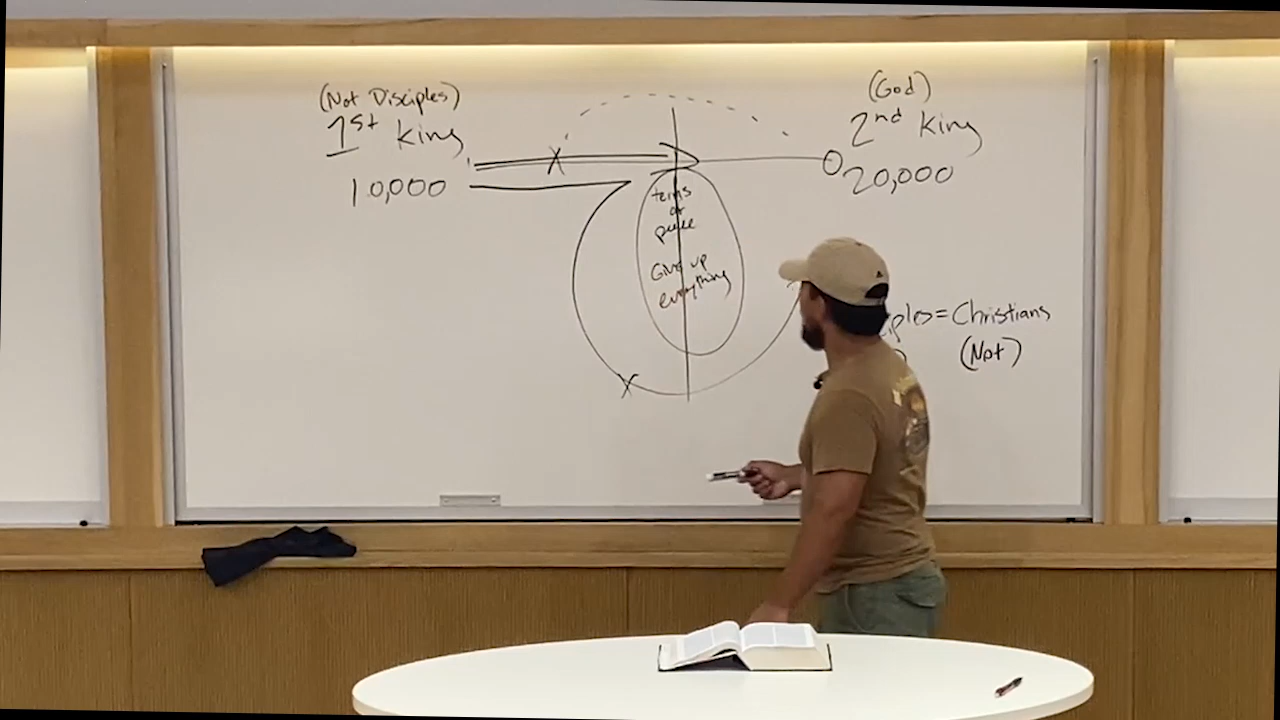 (Not Disciples)
1st king
10,000
(God)
2nd king
20,000
terms
of
peace
Give up
everything
iples = Christians
(Not)